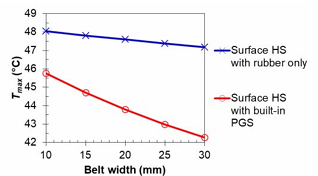 49
48
47
46
45
44
43
42
T_max (°C)
10 15 20 25 30
Belt width (mm)
Surface HS
with rubber only
Surface HS
with built-in
PGS